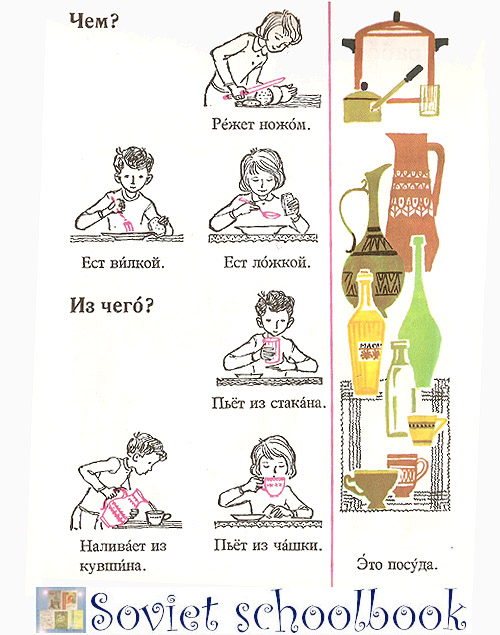 Чем?
Ре́жет ножо́м.
Ест ви́лкой.
Ест ло́жкой.
Из чего́?
Пьёт из стака́на.
Налива́ет из
кувши́на.
Пьёт из ча́шки.
Э́то посу́да.
Soviet schoolbook